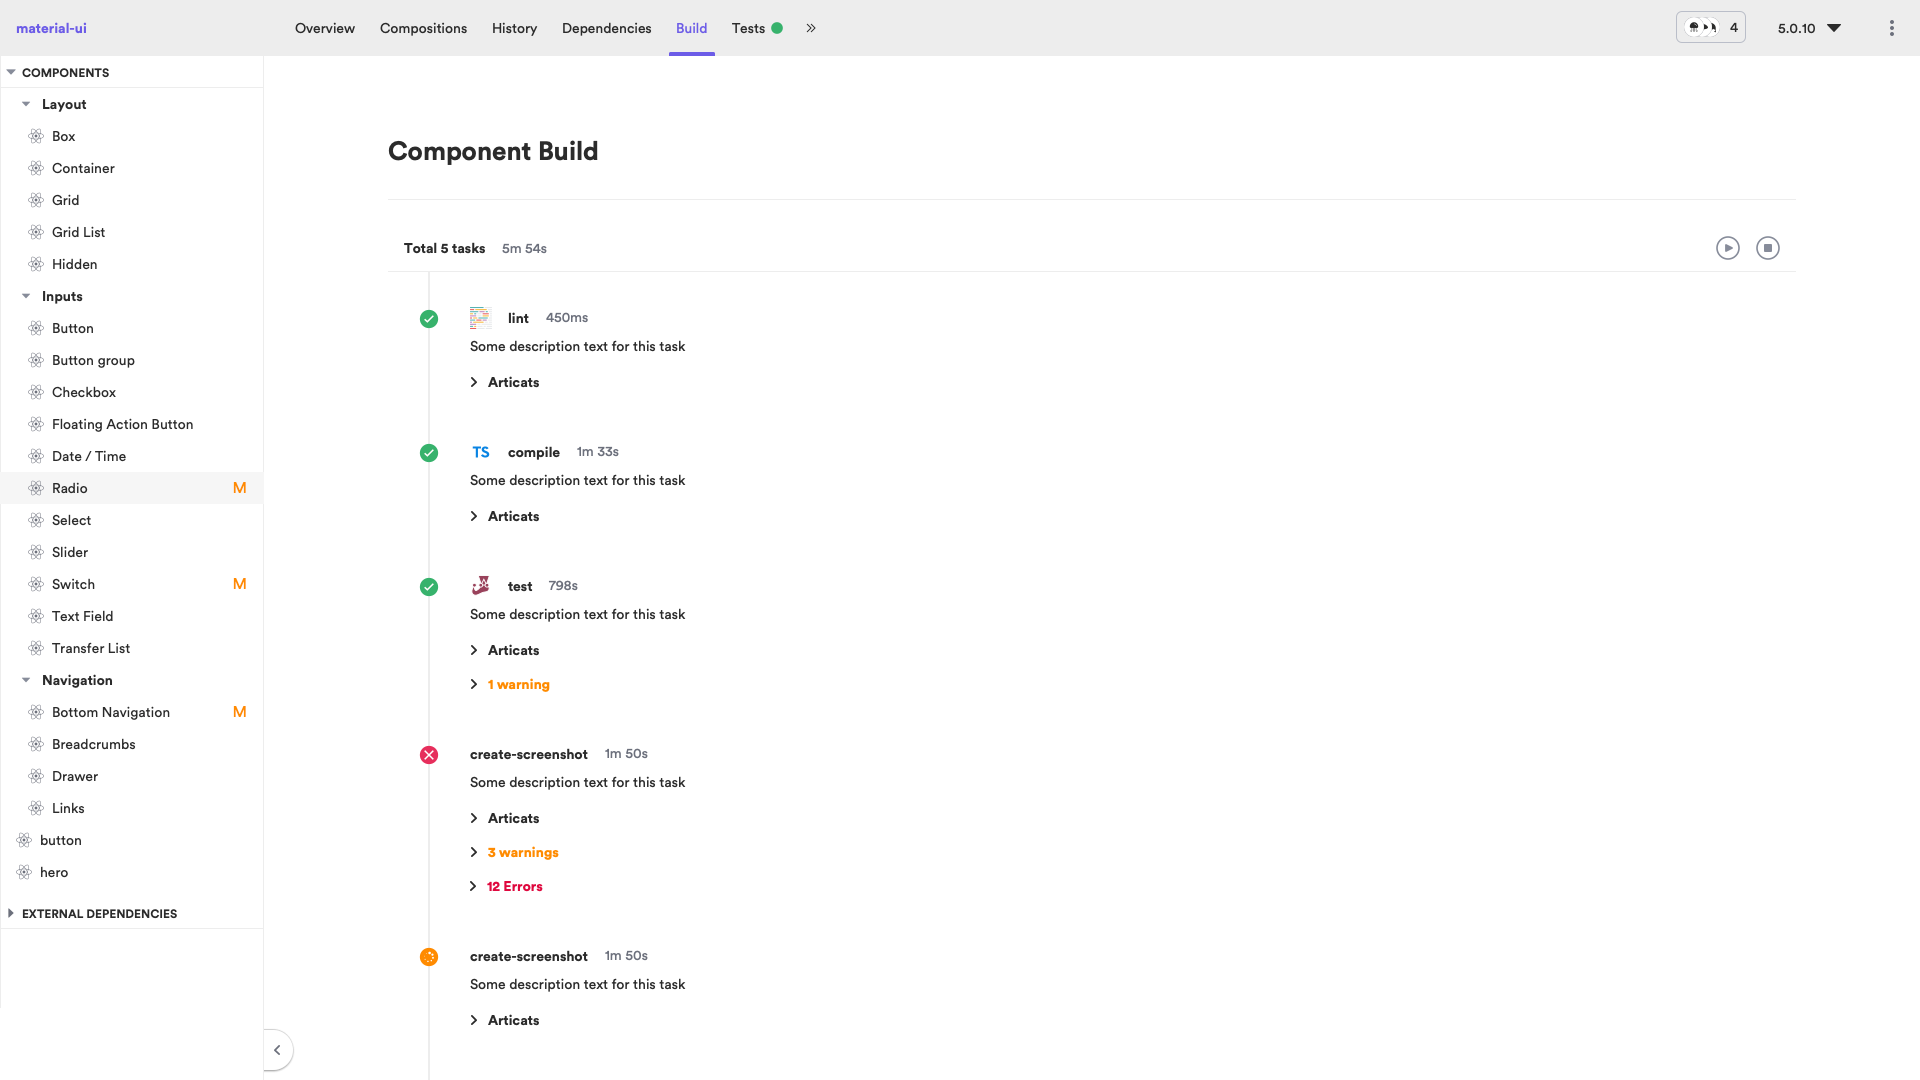 material-ui
Overview
Compositions
History
Dependencies
Build
Tests
4
5.0.10
COMPONENTS
Layout
Box
Container
Grid
Grid List
Hidden
Inputs
Button
Button group
Checkbox
Floating Action Button
Date / Time
Radio M
Select
Slider
Switch M
Text Field
Transfer List
Navigation
Bottom Navigation M
Breadcrumbs
Drawer
Links
button
hero
EXTERNAL DEPENDENCIES
Component Build
Total 5 tasks 5m 54s
lint 450ms
Some description text for this task
Articats
TS compile 1m 33s
Some description text for this task
Articats
test 798s
Some description text for this task
Articats
1 warning
create-screenshot 1m 50s
Some description text for this task
Articats
3 warnings
12 Errors
create-screenshot 1m 50s
Some description text for this task
Articats